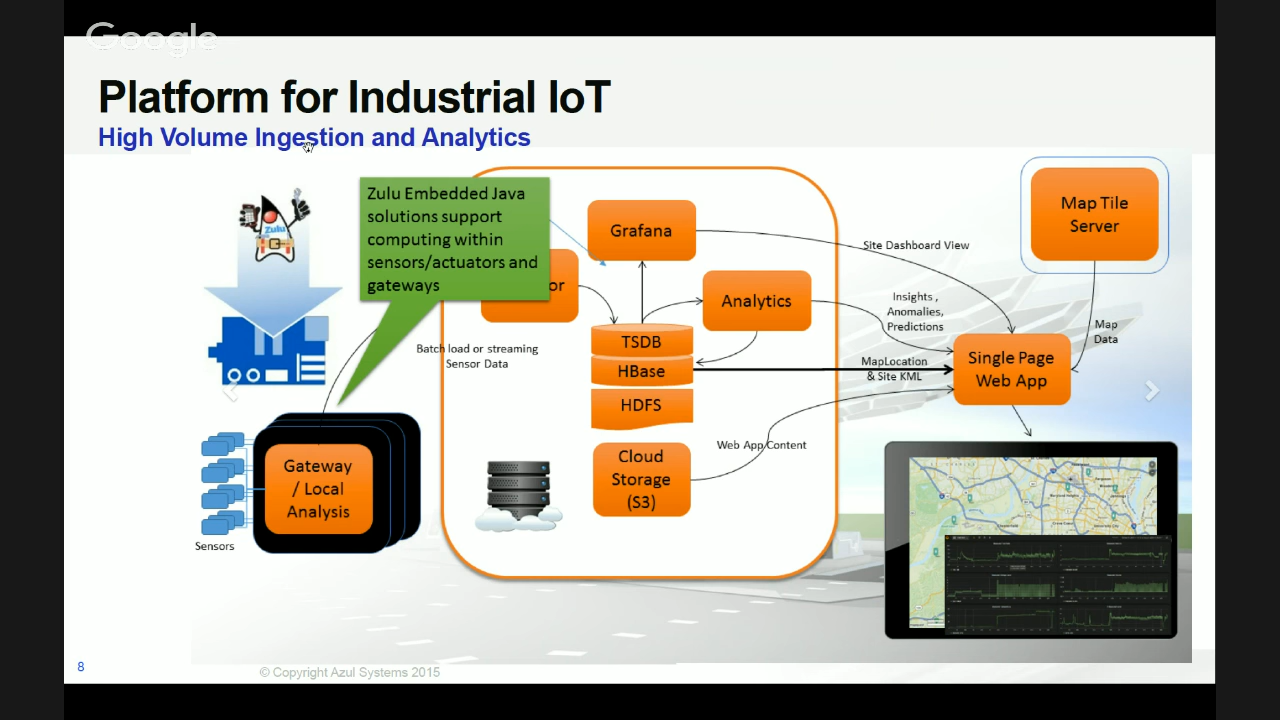 Google
Platform for Industrial IoT
High Volume Ingestion and Analytics
Zulu
Zulu Embedded Java
solutions support
computing within
sensors/actuators and
gateways
or
Grafana
Map Tile
Server
Site Dashboard View
Analytics
Insights ,
Anomalies,
Predictions
Map
Data
Batch load or streaming
Sensor Data
TSDB
HBase
HDFS
MapLocation
& Site KML
Single Page
Web App
Cloud
Storage
(S3)
Web App Content
Gateway
/ Local
Analysis
Sensors
8
© Copyright Azul Systems 2015